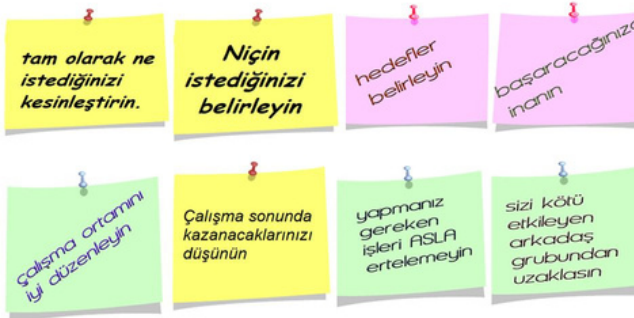 tam olarak ne
istediğinizi
kesinleştirin.
Niçin
istediğinizi
belirleyin
hedefler
belirleyin
başaracağınıza
inanın
çalışma ortamını
iyi düzenleyin
Çalışma sonunda
kazanacaklarınızı
düşünün
yapmanız
gereken
işleri ASLA
ertelemeyin
sizi kötü
etkileyen
arkadaş
grubundan
uzaklasın